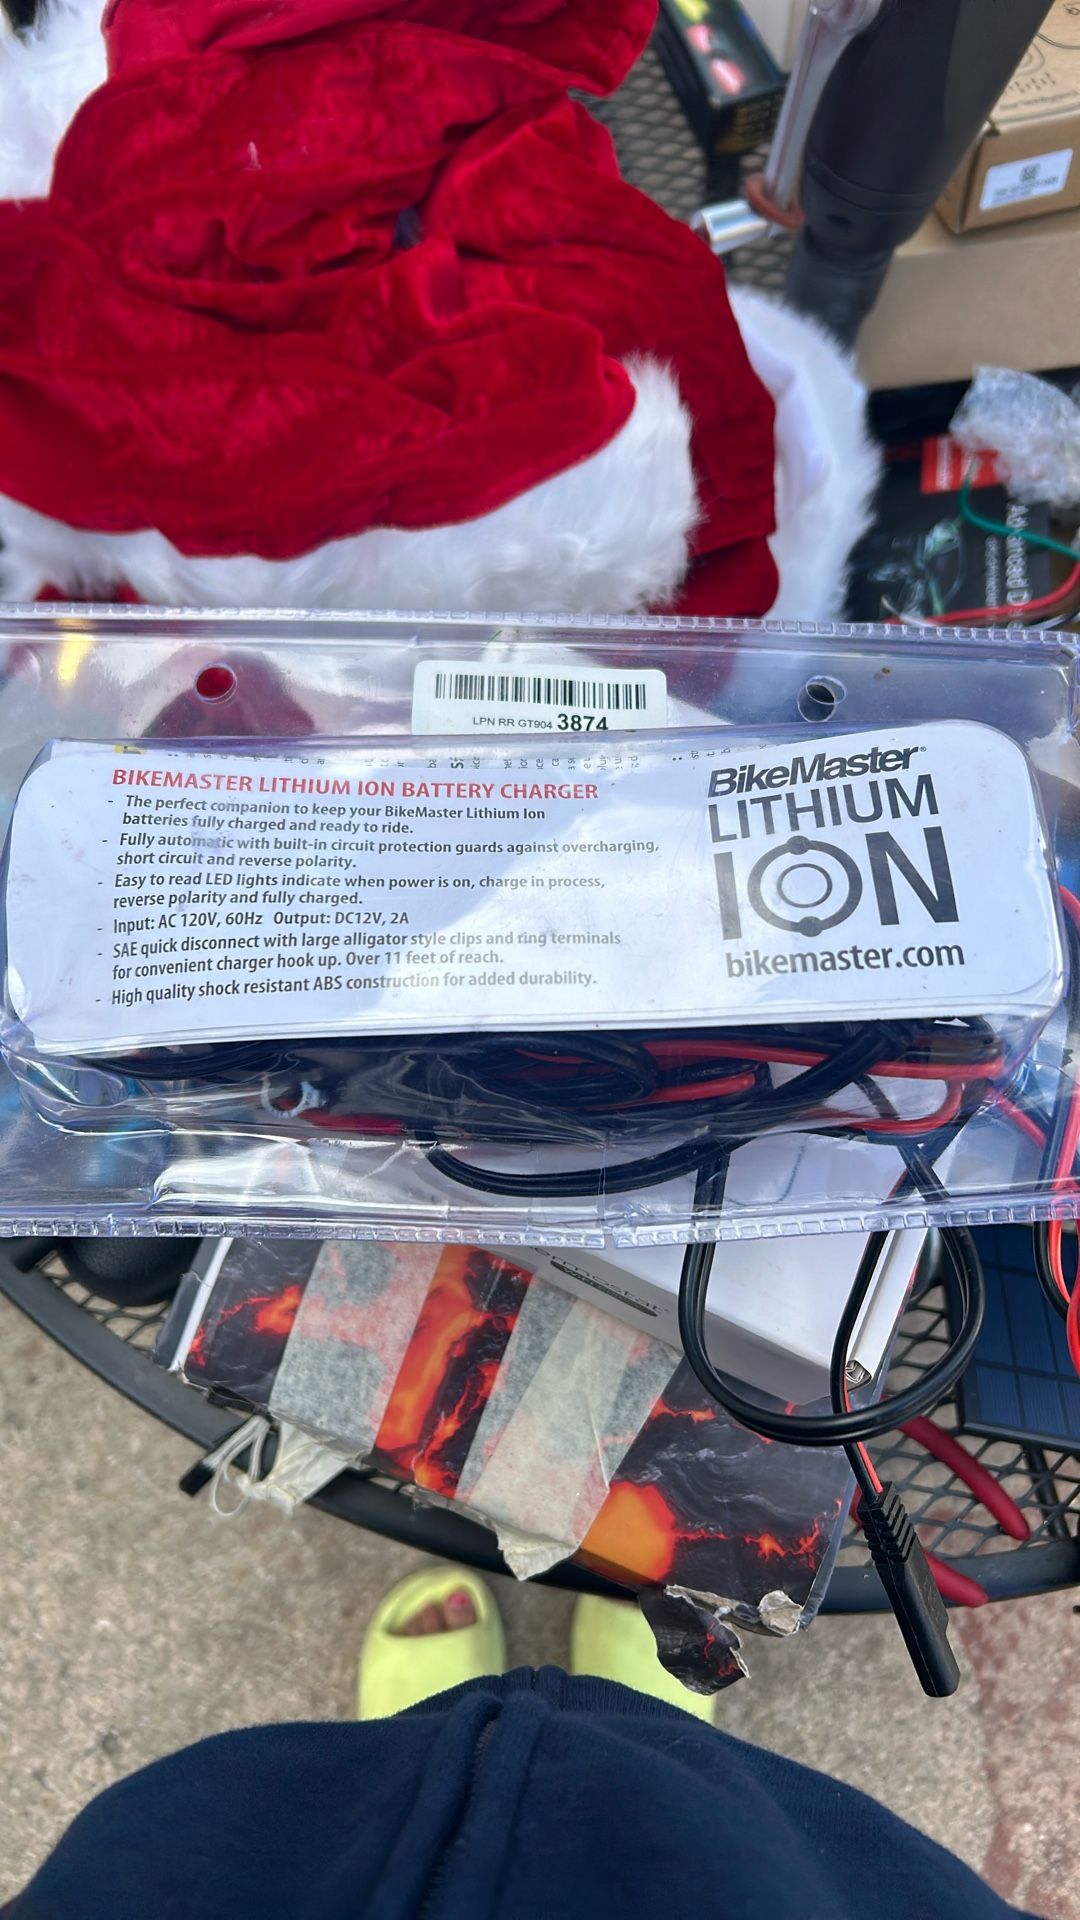 LPN RR GT904 3874
BIKEMASTER LITHIUM ION BATTERY CHARGER
- The perfect companion to keep your BikeMaster Lithium Ion
batteries fully charged and ready to ride.
- Fully automatic with built-in circuit protection guards against overcharging,
short circuit and reverse polarity.
- Easy to read LED lights indicate when power is on, charge in process,
reverse polarity and fully charged.
- Input: AC 120V, 60Hz Output: DC12V, 2A
- SAE quick disconnect with large alligator style clips and ring terminals
for convenient charger hook up. Over 11 feet of reach.
- High quality shock resistant ABS construction for added durability.
BikeMaster®
LITHIUM
ION
bikemaster.com